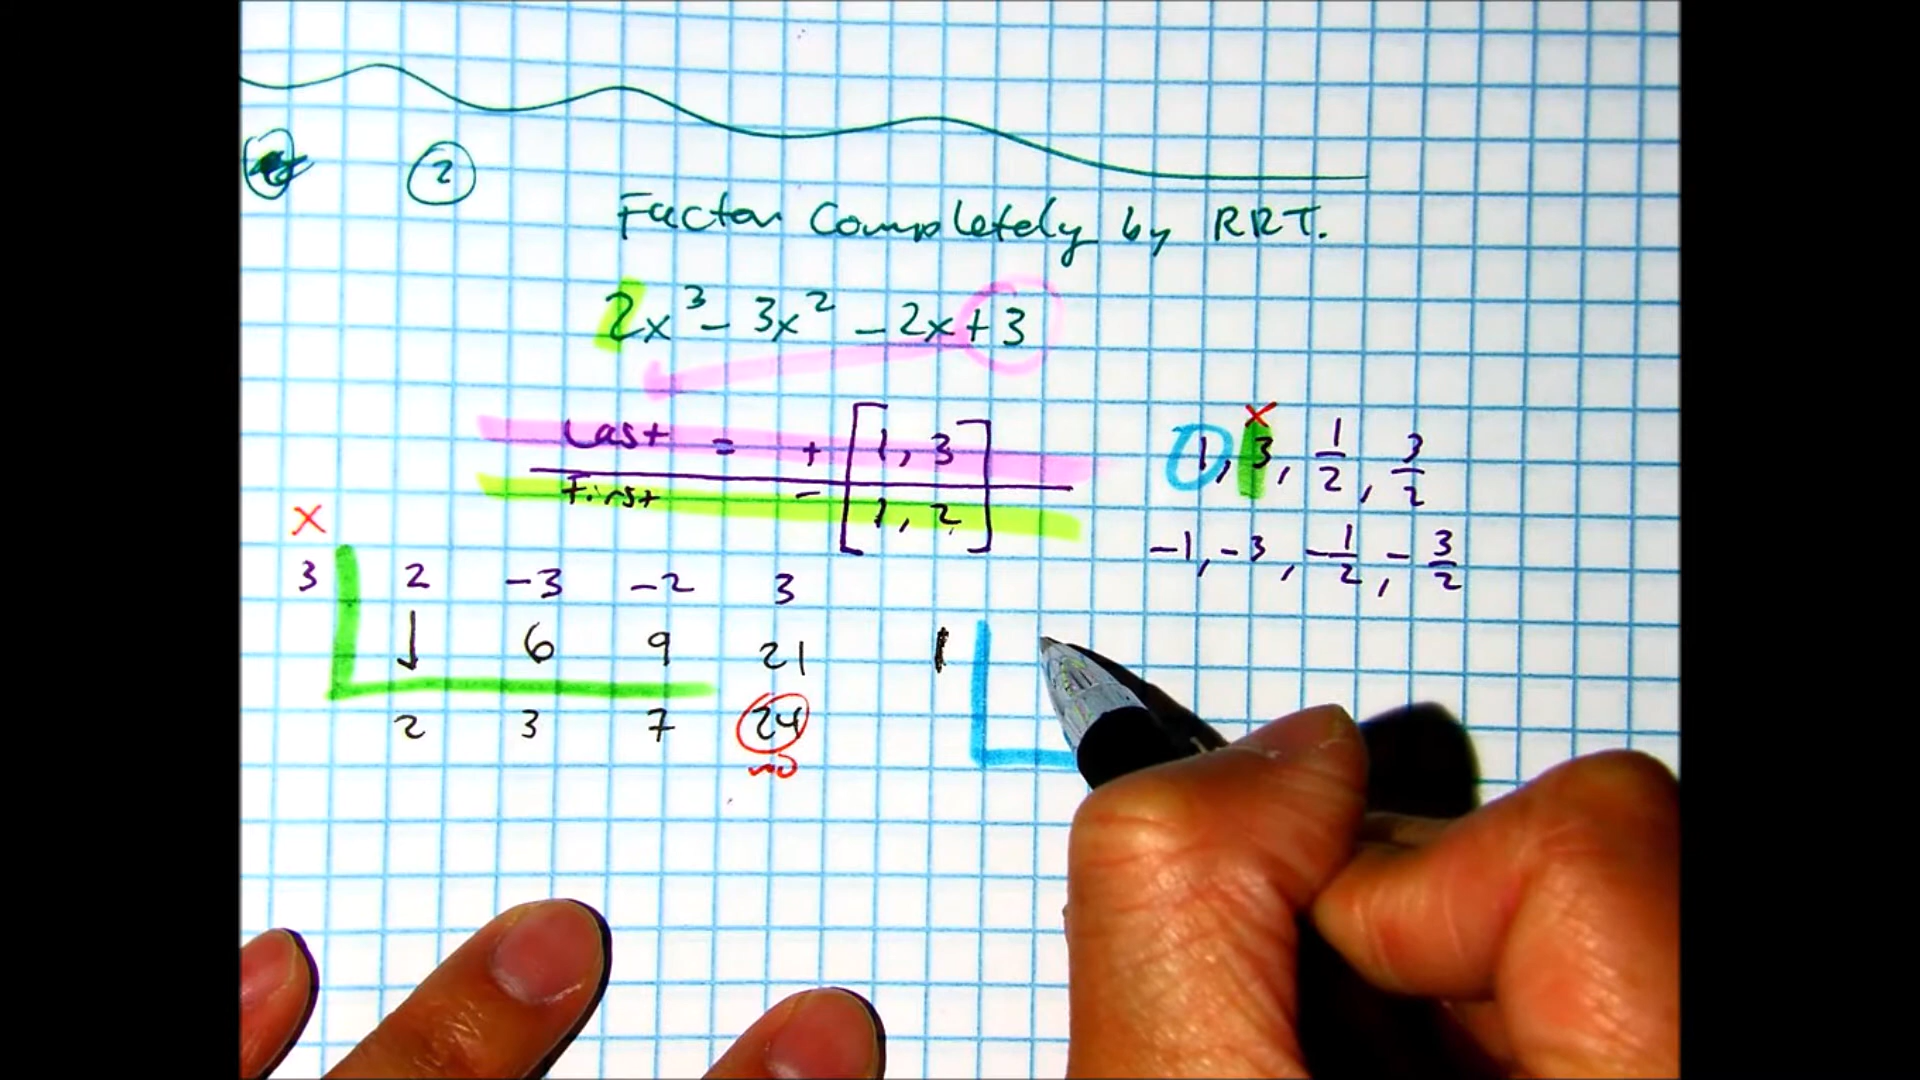 2
Factor Completely by RRT.
2x³ - 3x² - 2x + 3
Last = + [1, 3]
First - [1, 2]
x
1, 3, 1/2, 3/2
-1, -3, -1/2, -3/2
x
3 2 -3 -2 3
↓ 6 9 21
2 3 7 24
no
1